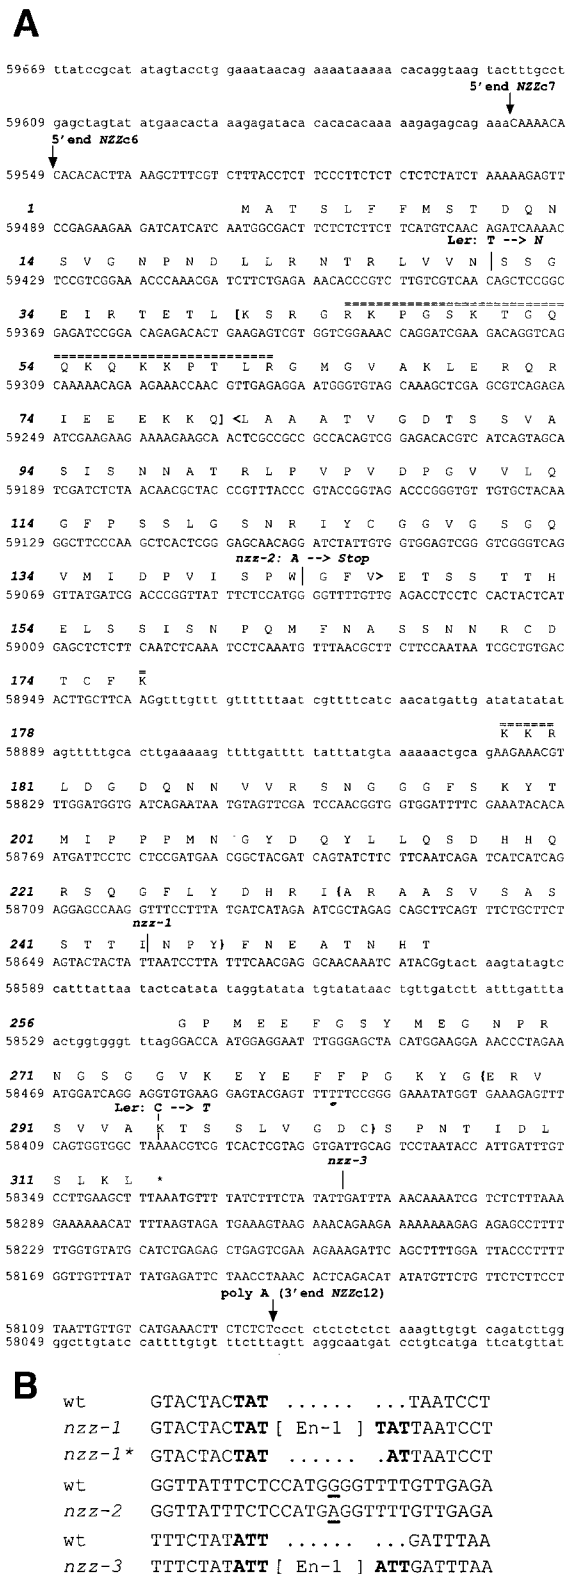 A
59669 ttatccgcat atagtacctg ggaaataacag aaaataaaaa cacaggtaag tactttgcct
5'end NZZc7
59609 gagctagtat atgaacacta aagagataca cacacacaaa aagagagcag aaaCAAAACA
5'end NZZc6
59549 CACACACTTA AAGCTTTCGT CTTTACCTCT TCCCTTCTCT CTCTCTATCT AAAAAGAGTT
1 M A T S L F F M S T D Q N
59489 CCGAGAAGAA GATCATCATC AATGGCGACT TCTCTCTTCT TCATGTCAAC AGATCAAAAC
Ler: T --> N
14 S V G N P N D L L R N T R L V V N S S G
59429 TCCGTCGGAA ACCCAAACGA TCTTCTGAGA AACACCCGTC TTGTCGTCAA CAGCTCCGGC
34 E I R T E T L [K S R G R K P G S K T G Q
59369 GAGATCCGGA CAGAGACACT GAAGAGTCGT GGTCGGAAAC CAGGATCGAA GACAGGTCAG
54 Q K Q K K P T L R G M G V A K L E R Q R
59309 CAAAAACAGA AGAAACCAAC GTTGAGAGGA ATGGGTGTAG CAAAGCTCGA GCGTCAGAGA
74 I E E E K K Q] <L A A T V G D T S S V A
59249 ATCGAAGAAG AAAAGAAGCA ACTCGCCGCC GCCACAGTCG GAGACACGTC ATCAGTAGCA
94 S I S N N A T R L P V P V D P G V V L Q
59189 TCGATCTCTA ACAACGCTAC CCGTTTACCC GTACCGGTAG ACCCGGGTGT TGTGCTACAA
114 G F P S S L G S N R I Y C G G V G S G Q
59129 GGCTTCCCAA GCTCACTCGG GAGCAACAGG ATCTATTGTG GTGGAGTCGG GTCGGGTCAG
nzz-2: A --> Stop
134 V M I D P V I S P W G F V> E T S S T T H
59069 GTTATGATCG ACCCGGTTAT TTCTCCATGG GGTTTTGTTG AGACCTCCTC CACTACTCAT
154 E L S S I S N P Q M F N A S S N N R C D
59009 GAGCTCTCTT CAATCTCAAA TCCTCAAATG TTTAACGCTT CTTCCAATAA TCGCTGTGAC
174 T C F K
58949 ACTTGCTTCA AGgtttgttt gttttttaat cgttttcatc aacatgattg atatatatat
178 K K R
58889 agtttttgca cttgaaaaag ttttgatttt tatttatgta aaaaactgca gAAGAAACGT
181 L D G D Q N N V V R S N G G G F S K Y T
58829 TTGGATGGTG ATCAGAATAA TGTAGTTCGA TCCAACGGTG GTGGATTTTC GAAATACACA
201 M I P P P M N G Y D Q Y L L Q S D H H Q
58769 ATGATTCCTC CTCCGATGAA CGGCTACGAT CAGTATCTTC TTCAATCAGA TCATCATCAG
221 R S Q G F L Y D H R I {A R A A S V S A S
58709 AGGAGCCAAG GTTTCCTTTA TGATCATAGA ATCGCTAGAG CAGCTTCAGT TTCTGCTTCT
nzz-1
241 S T T I N P Y} F N E A T N H T
58649 AGTACTACTA TTAATCCTTA TTTCAACGAG GCAACAAATC ATACGgtact aagtatagtc
58589 catttattaa tactcatata taggtatata tgtatataac tgttgatctt atttgattta
256 G P M E E F G S Y M E G N P R
58529 actggtgggt ttagGGACCA ATGGAGGAAT TTGGGAGCTA CATGGAAGGA AACCCTAGAA
271 N G S G G V K E Y E F F P G K Y G {E R V
58469 ATGGATCAGG AGGTGTGAAG GAGTACGAGT TTTTTCCGGG GAAATATGGT GAAAGAGTTT
Ler: C --> T
291 S V V A K T S S L V G D C} S P N T I D L
58409 CAGTGGTGGC TAAAACGTCG TCACTCGTAG GTGATTGCAG TCCTAATACC ATTGATTTGT
nzz-3
311 S L K L *
58349 CCTTGAAGCT TTAAATGTTT TATCTTTCTA TATTGATTTA AACAAAATCG TCTCTTTAAA
58289 GAAAAAACAT TTTAAGTAGA TGAAAGTAAG AAACAGAAGA AAAAAAAGAG AGAGCCTTTT
58229 TTGGTGTATG CATCTGAGAG CTGAGTCGAA AGAAAGATTC AGCTTTTGGA TTACCCTTTT
58169 GGTTGTTTAT TATGAGATTC TAACCTAAAC ACTCAGACAT ATATGTTCTG TTCTCTTCCT
poly A (3'end NZZc12)
58109 TAATTGTTGT CATGAAACTT CTCTCTccct ctctctctct ctaaagttgtgt cagatcttgg
58049 ggcttgtatc cattttgtgt ttctttagtt aggcaatgat cctgtcatga ttcatgttat
B
wt GTACTACTAT ...... ...TAATCCT
nzz-1 GTACTACTAT [ En-1 ] TATTAATCCT
nzz-1* GTACTACTAT ...... .ATTAATCCT
wt GGTTATTTCTCCATGGGGTTTTGTTGAGA
nzz-2 GGTTATTTCTCCATGAGGTTTTGTTGAGA
wt TTTCTATATT ...... ...GATTTAA
nzz-3 TTTCTATATT [ En-1 ] ATTGATTTAA